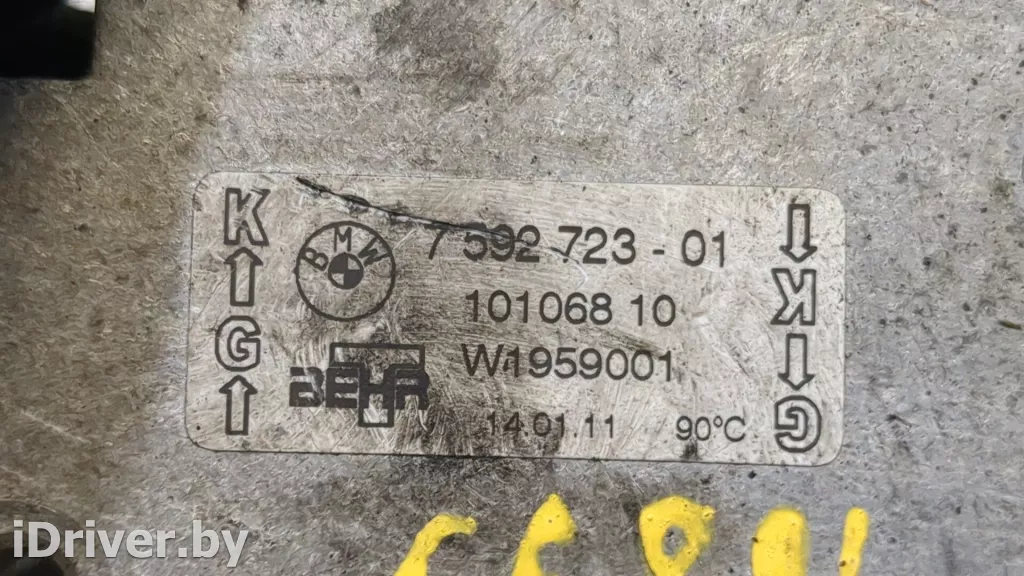 K
G
BMW
7 592 723 - 01
101068 10
BEHR
W1959001
14.01.11 90°C
K
G
iDriver.by